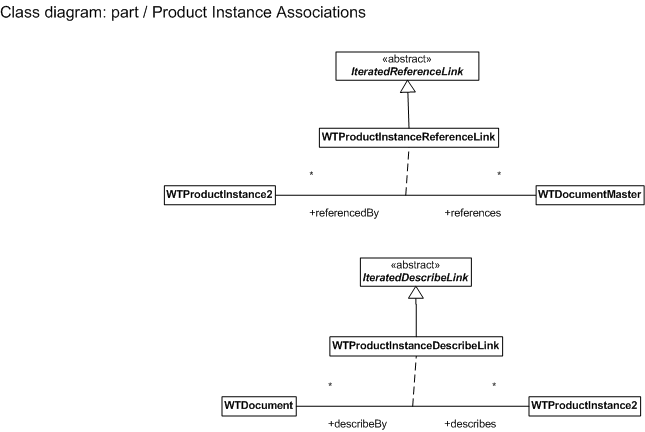 Class diagram: part / Product Instance Associations
«abstract»
IteratedReferenceLink
WTProductInstanceReferenceLink
* *
WTProductInstance2 WTDocumentMaster
+referencedBy +references
«abstract»
IteratedDescribeLink
WTProductInstanceDescribeLink
* *
WTDocument WTProductInstance2
+describeBy +describes